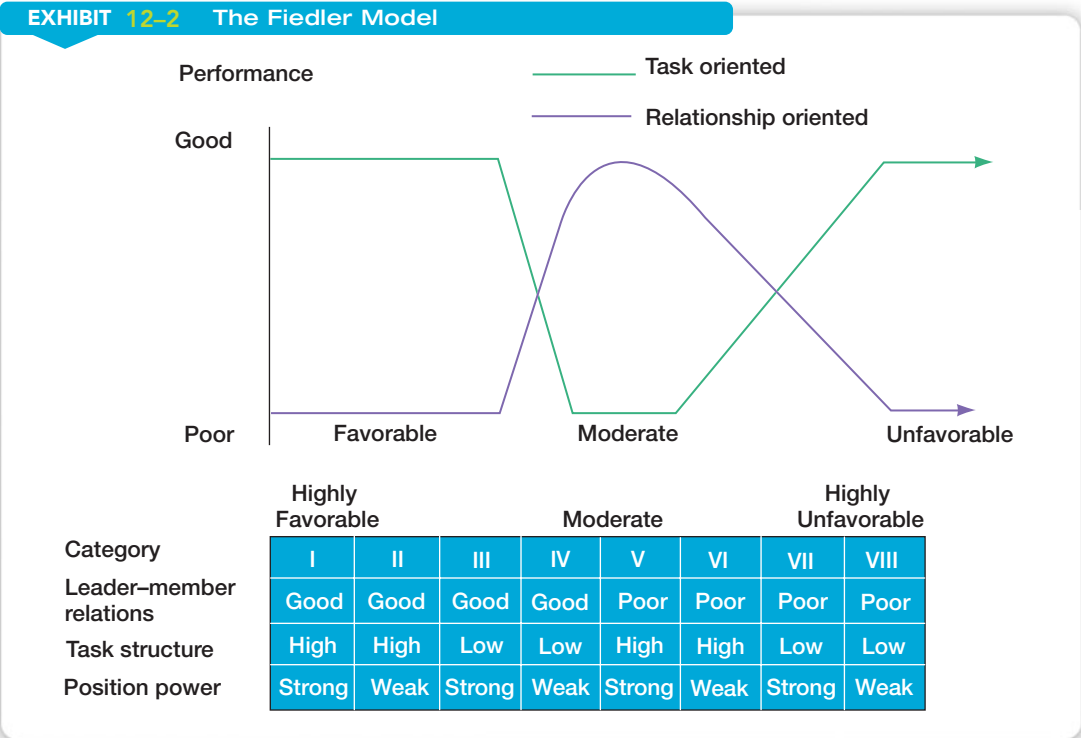 EXHIBIT 12–2 The Fiedler Model
Performance
Task oriented
Relationship oriented
Good
Poor
Favorable Moderate Unfavorable
Highly Favorable Moderate Highly Unfavorable
Category I II III IV V VI VII VIII
Leader–member relations Good Good Good Good Poor Poor Poor Poor
Task structure High High Low Low High High Low Low
Position power Strong Weak Strong Weak Strong Weak Strong Weak